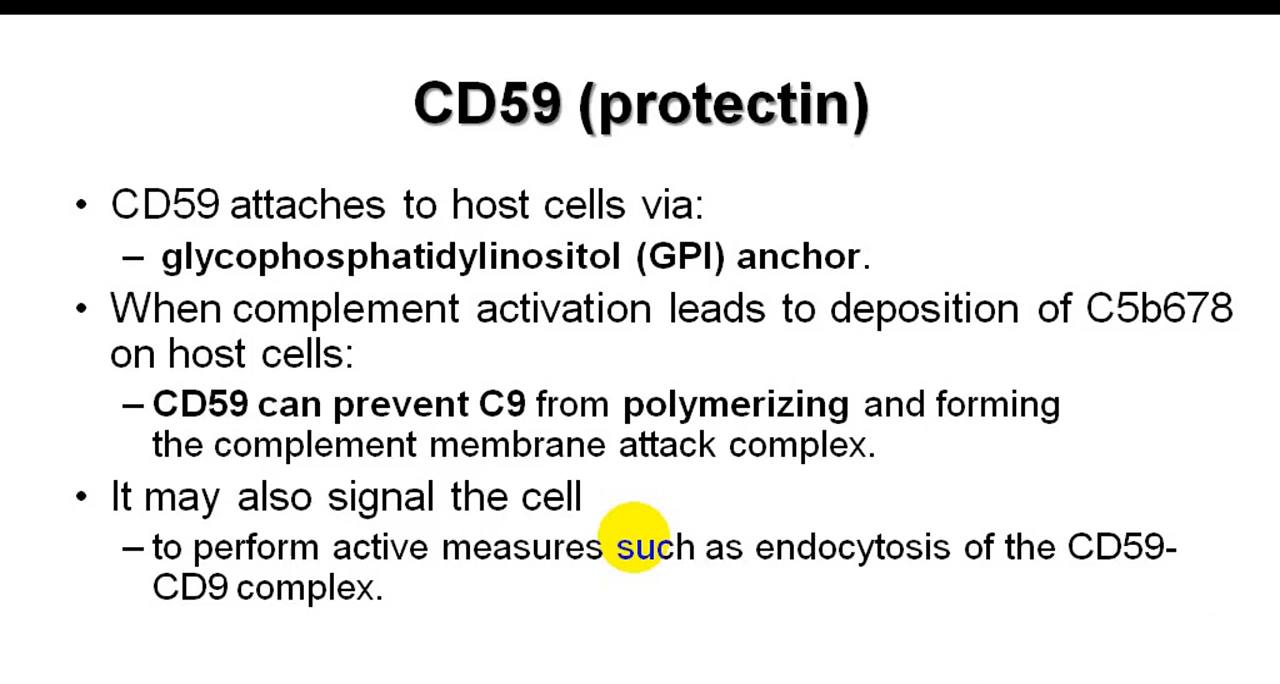 CD59 (protectin)
• CD59 attaches to host cells via:
– glycophosphatidylinositol (GPI) anchor.
• When complement activation leads to deposition of C5b678
on host cells:
– CD59 can prevent C9 from polymerizing and forming
the complement membrane attack complex.
• It may also signal the cell
– to perform active measures such as endocytosis of the CD59-
CD9 complex.